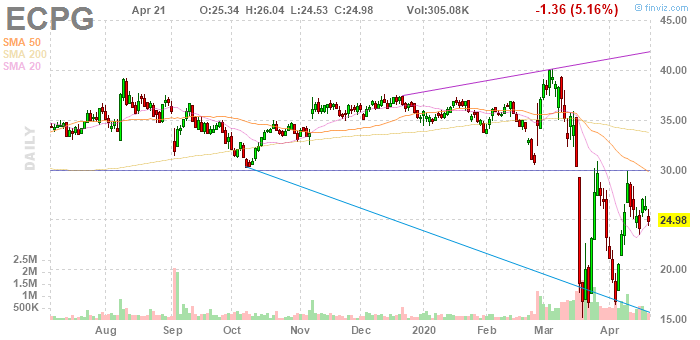 ECPG Apr 21 O:25.34 H:26.04 L:24.53 C:24.98 Vol:305.08K -1.36 (5.16%)
© finviz.com
SMA 50
SMA 200
SMA 20
DAILY
45.00
40.00
35.00
30.00
24.98
20.00
15.00
2.5M
2M
1.5M
1M
500K
Aug Sep Oct Nov Dec 2020 Feb Mar Apr